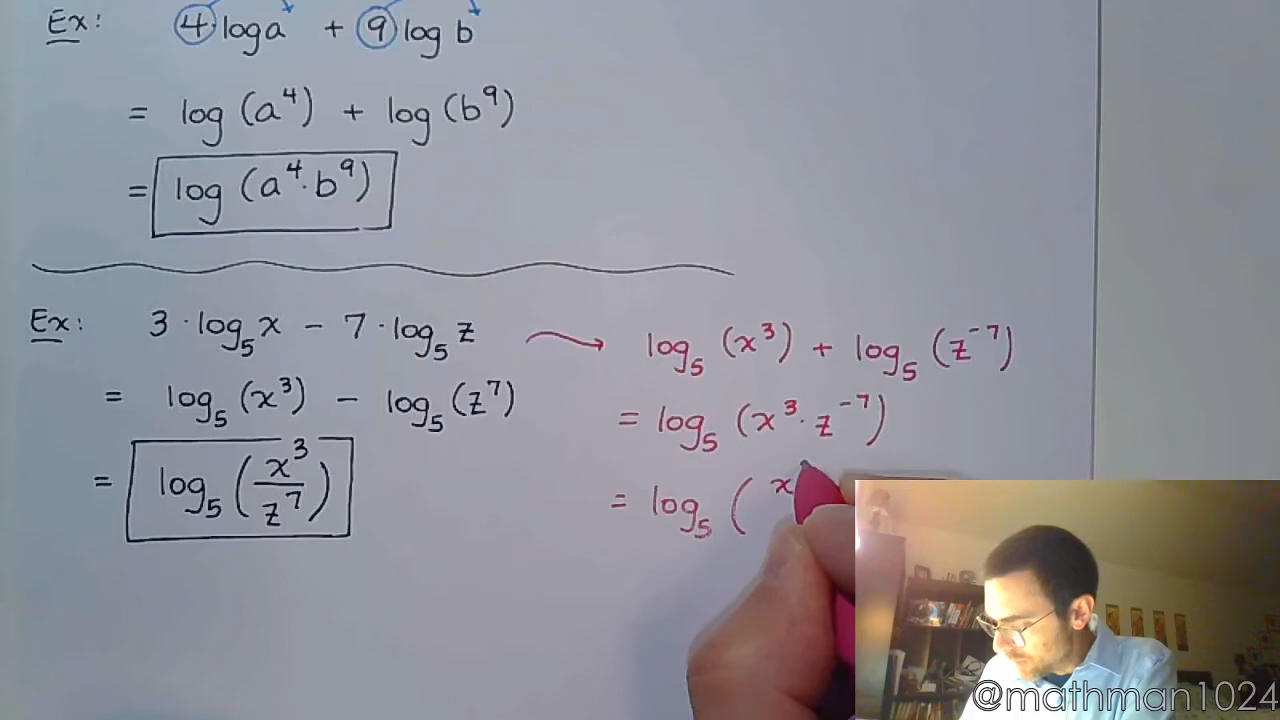 Ex: 4 log a + 9 log b
= log (a⁴) + log (b⁹)
= log (a⁴ · b⁹)
Ex: 3 · log₅ x − 7 · log₅ z
= log₅ (x³) − log₅ (z⁷)
= log₅ (x³/z⁷)
log₅ (x³) + log₅ (z⁻⁷)
= log₅ (x³ · z⁻⁷)
= log₅ ( x
@mathman1024